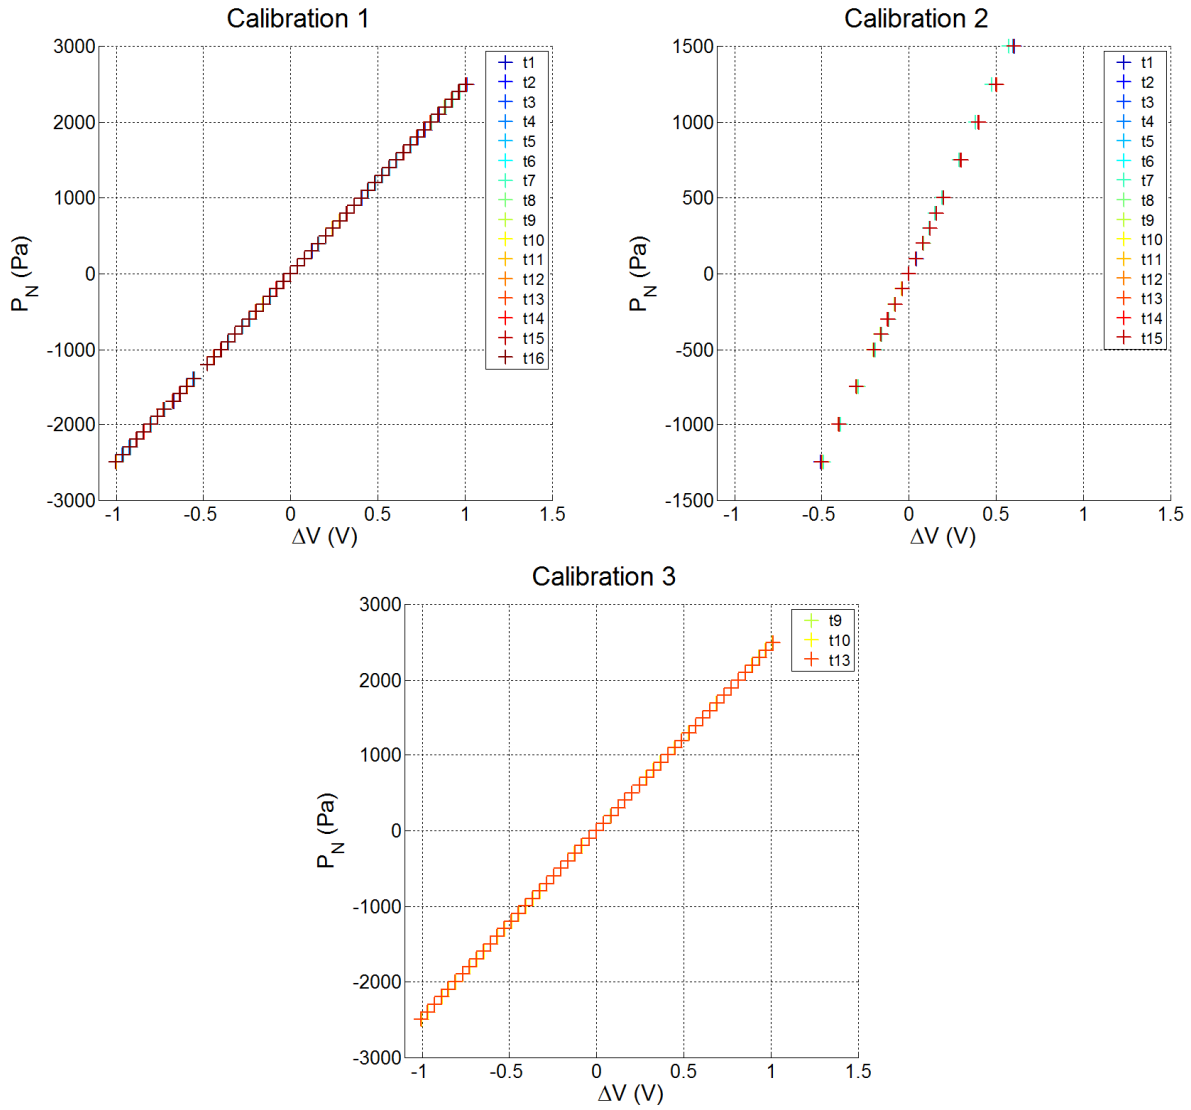 Calibration 1
3000
2000
1000
0
-1000
-2000
-3000
P_N (Pa)
-1 -0.5 0 0.5 1 1.5
ΔV (V)
t1
t2
t3
t4
t5
t6
t7
t8
t9
t10
t11
t12
t13
t14
t15
t16
Calibration 2
1500
1000
500
0
-500
-1000
-1500
P_N (Pa)
-1 -0.5 0 0.5 1 1.5
ΔV (V)
t1
t2
t3
t4
t5
t6
t7
t8
t9
t10
t11
t12
t13
t14
t15
Calibration 3
3000
2000
1000
0
-1000
-2000
-3000
P_N (Pa)
-1 -0.5 0 0.5 1 1.5
ΔV (V)
t9
t10
t13